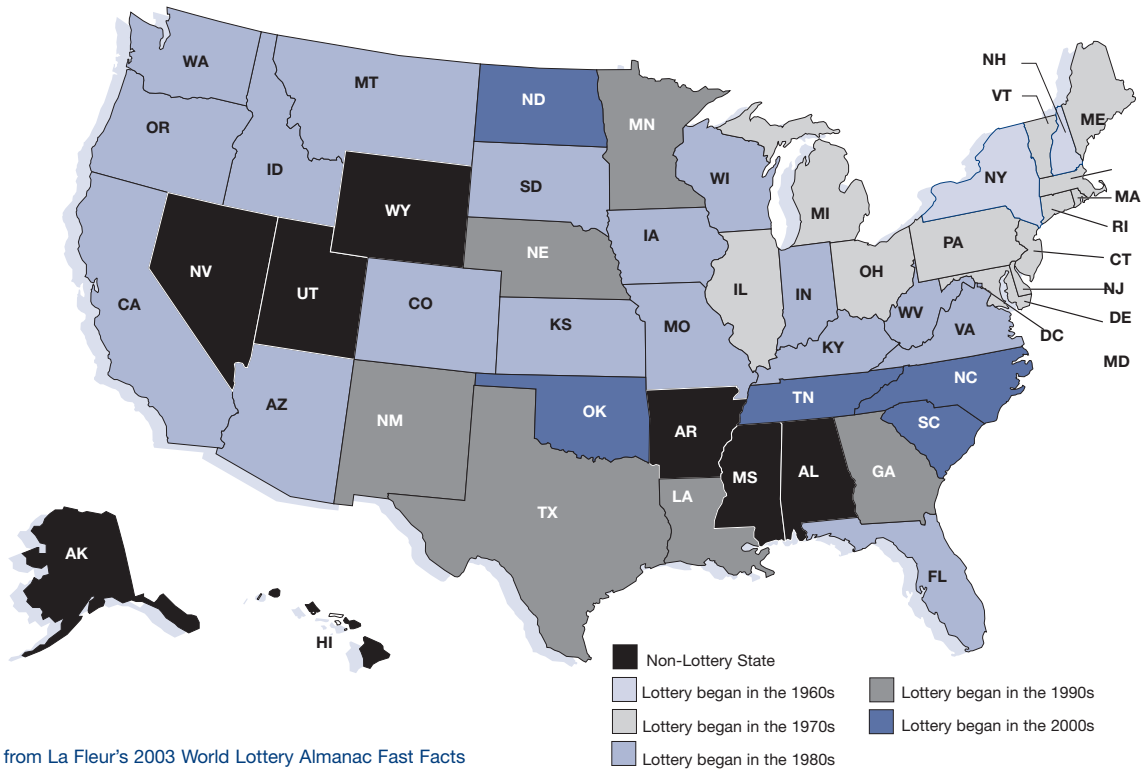 NH
WA
MT
VT
ND
ME
MN
OR
ID
WI
NY
SD
MA
WY
MI
RI
IA
PA
NE
CT
NV
OH
NJ
UT
IL
IN
CO
DE
CA
WV
KS
MO
VA
DC
KY
MD
NC
TN
AZ
OK
NM
SC
AR
GA
MS
AL
LA
TX
AK
FL
HI
Non-Lottery State
Lottery began in the 1960s
Lottery began in the 1990s
Lottery began in the 1970s
Lottery began in the 2000s
Lottery began in the 1980s
from La Fleur's 2003 World Lottery Almanac Fast Facts